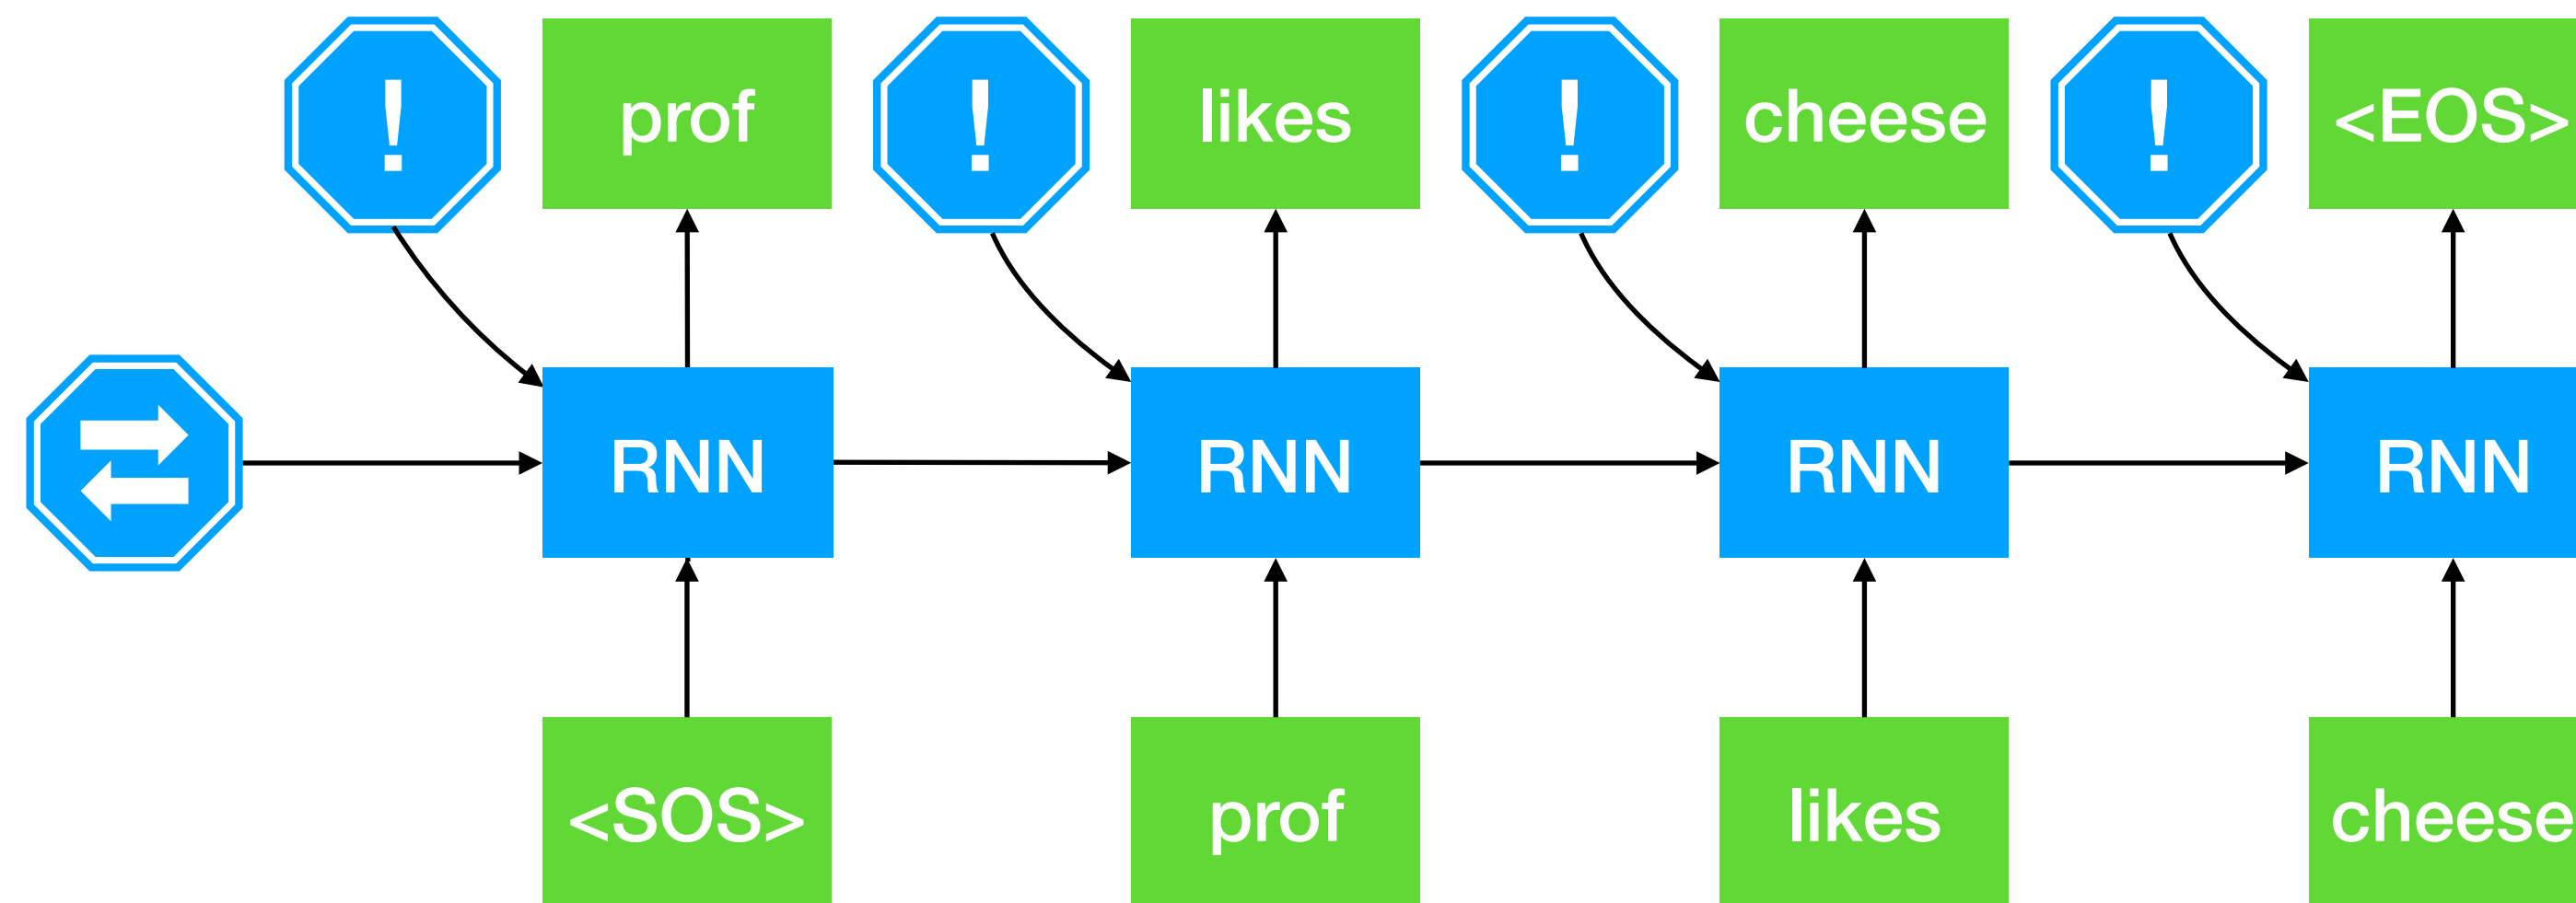 ! prof ! likes ! cheese ! <EOS>
RNN RNN RNN RNN
<SOS> prof likes cheese